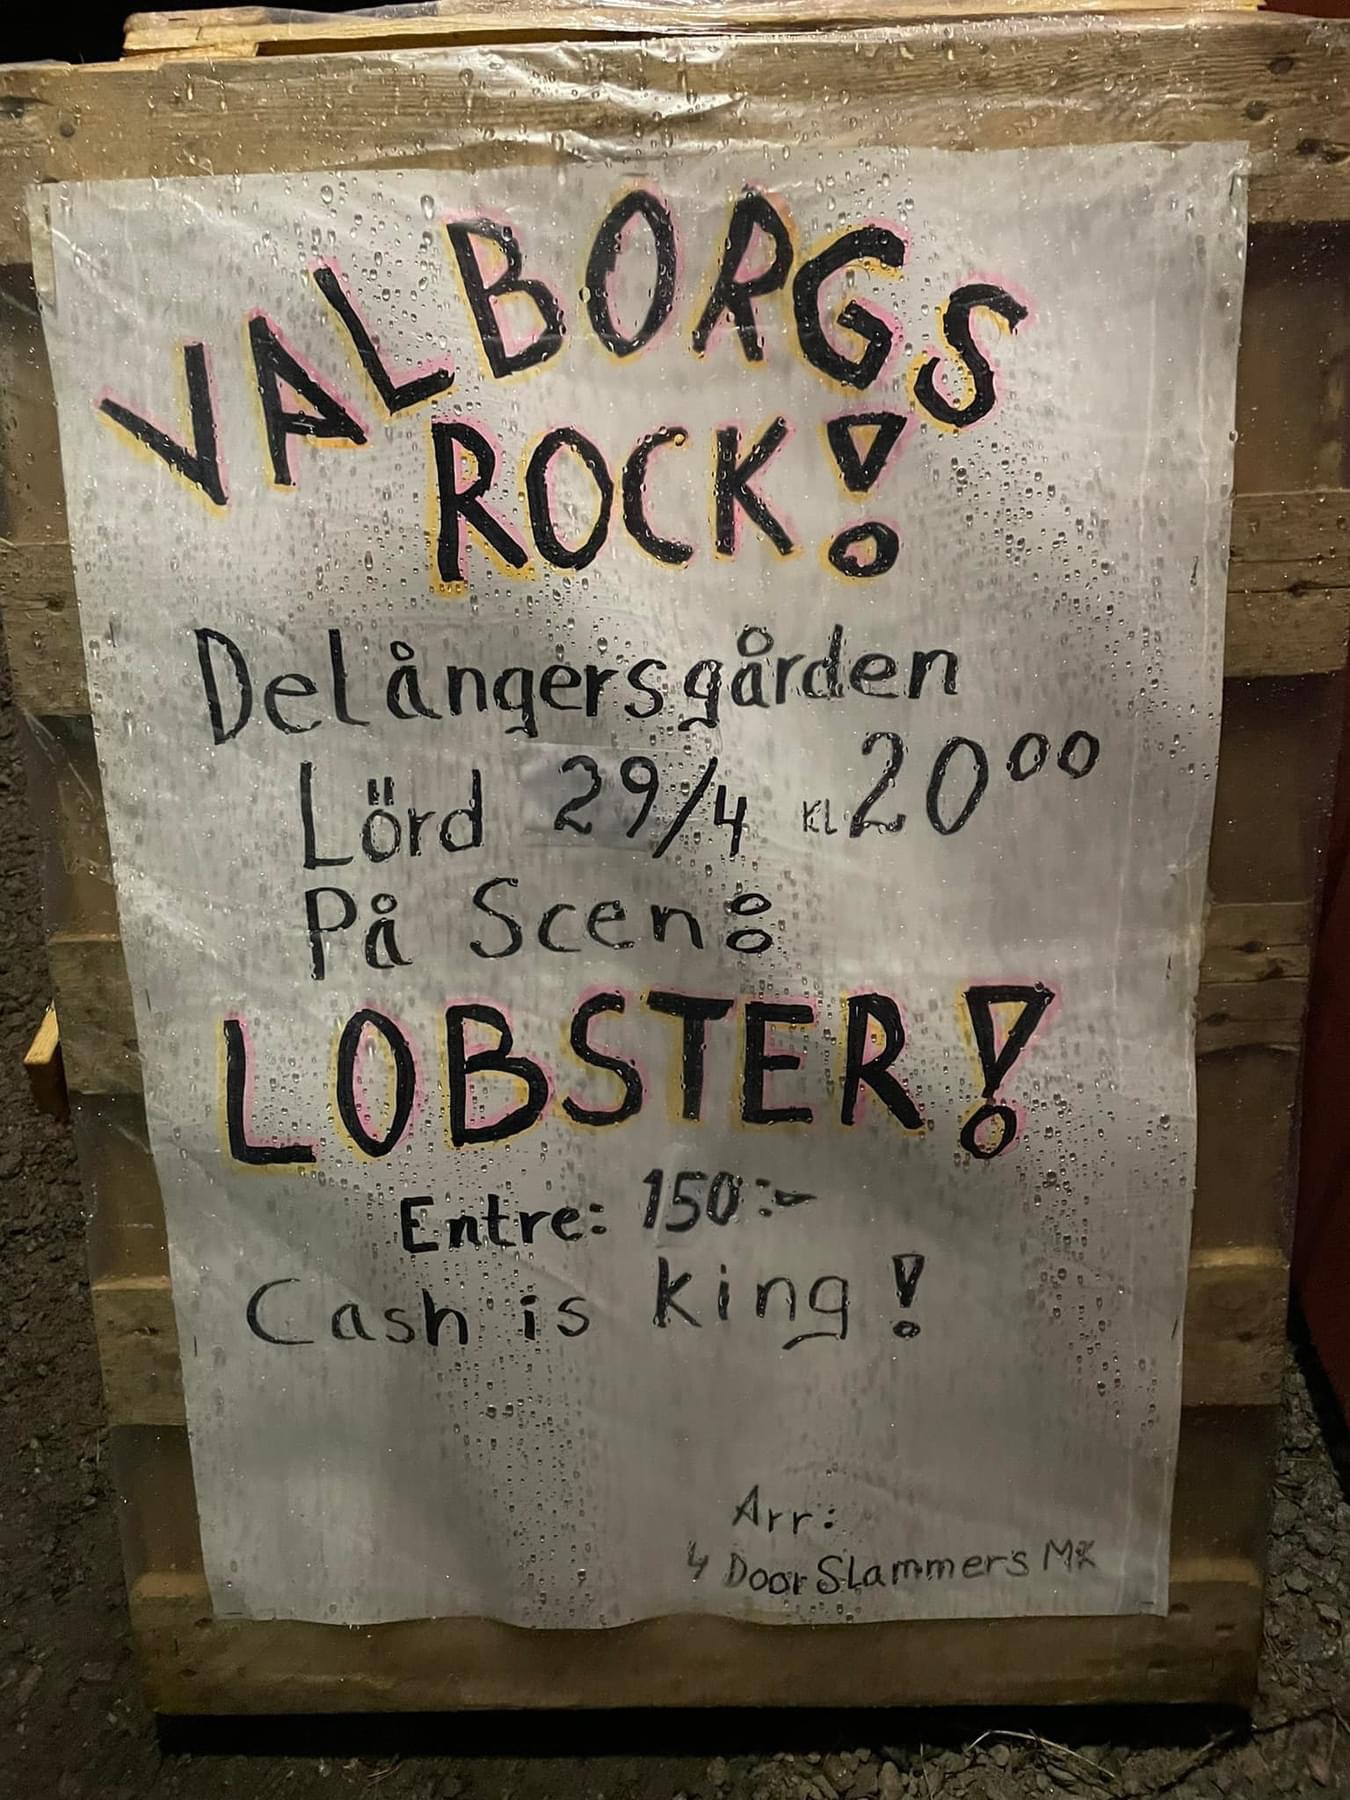 VALBORGS
ROCK!
Delångersgården
Lörd 29/4 KL 20⁰⁰
På Scen:
LOBSTER!
Entre: 150:-
Cash is king!
Arr:
4 Door Slammers MK